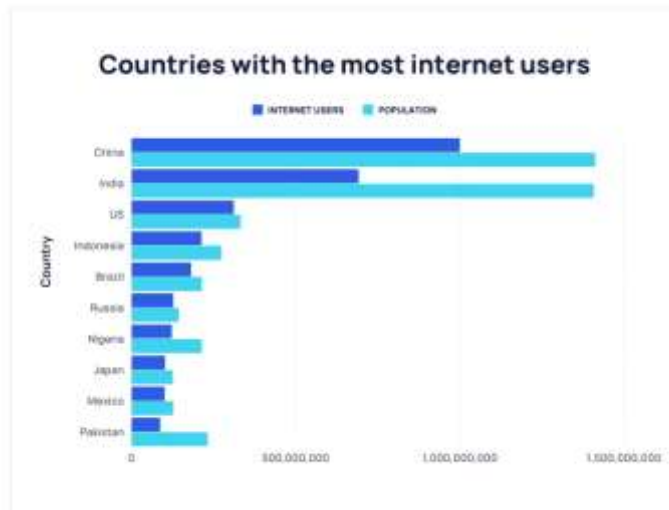 Countries with the most internet users
INTERNET USERS POPULATION
China
India
US
Indonesia
Brazil
Russia
Nigeria
Japan
Mexico
Pakistan
Country
0 500,000,000 1,000,000,000 1,500,000,000